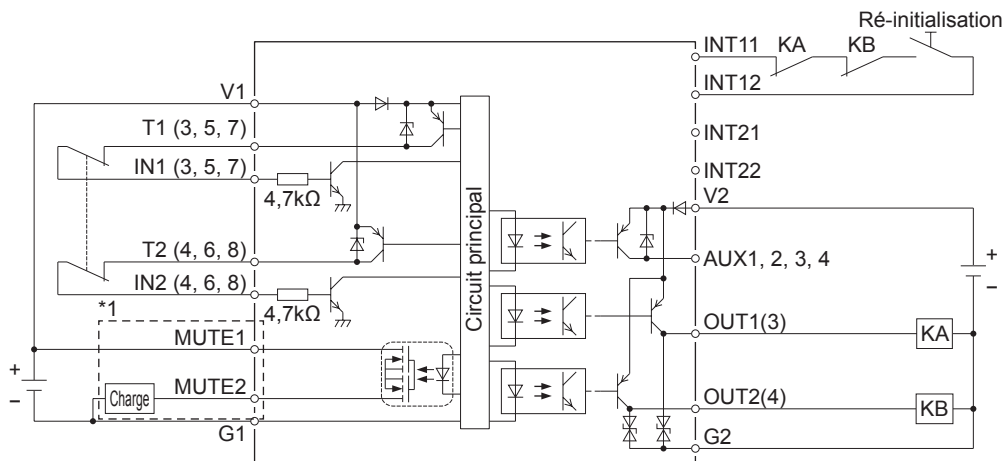 Ré-initialisation
INT11
KA
KB
INT12
V1
T1 (3, 5, 7)
IN1 (3, 5, 7)
4,7kΩ
INT21
INT22
V2
Circuit principal
T2 (4, 6, 8)
IN2 (4, 6, 8)
4,7kΩ
*1
AUX1, 2, 3, 4
+
−
MUTE1
OUT1(3)
KA
+
−
MUTE2
Charge
OUT2(4)
KB
G1
G2